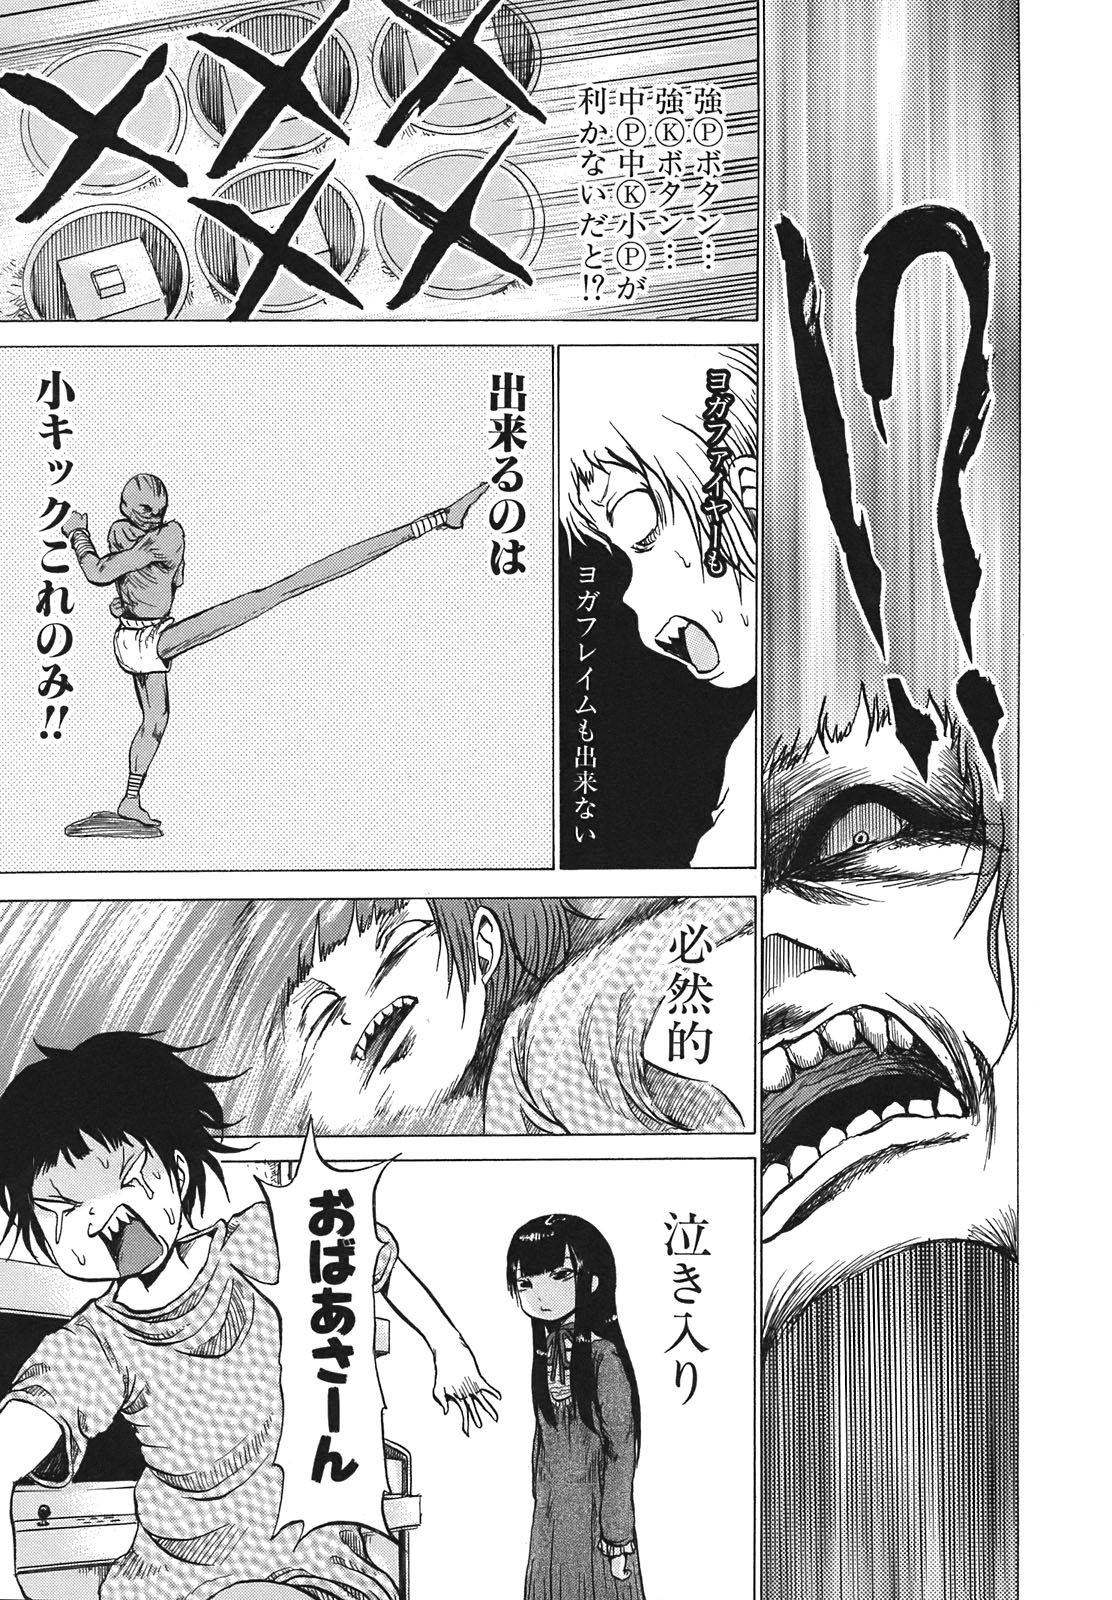 !?
強Ⓟボタン…
強Ⓚボタン…
中Ⓟ中Ⓚ小Ⓟが
利かないだと!?
ヨガファイヤーも
ヨガフレイムも出来ない
出来るのは
小キックこれのみ!!
必然的
泣き入り
おばあさーん